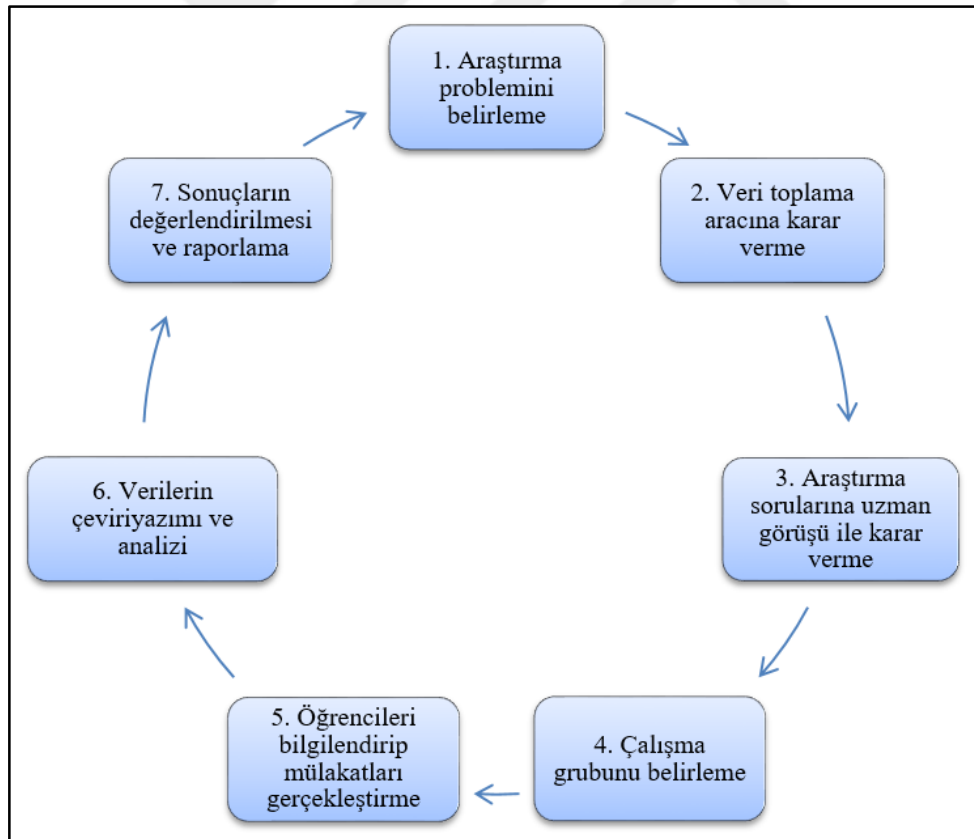 1. Araştırma
problemini
belirleme
2. Veri toplama
aracına karar
verme
3. Araştırma
sorularına uzman
görüşü ile karar
verme
4. Çalışma
grubunu belirleme
5. Öğrencileri
bilgilendirip
mülakatları
gerçekleştirme
6. Verilerin
çeviriyazımı ve
analizi
7. Sonuçların
değerlendirilmesi
ve raporlama